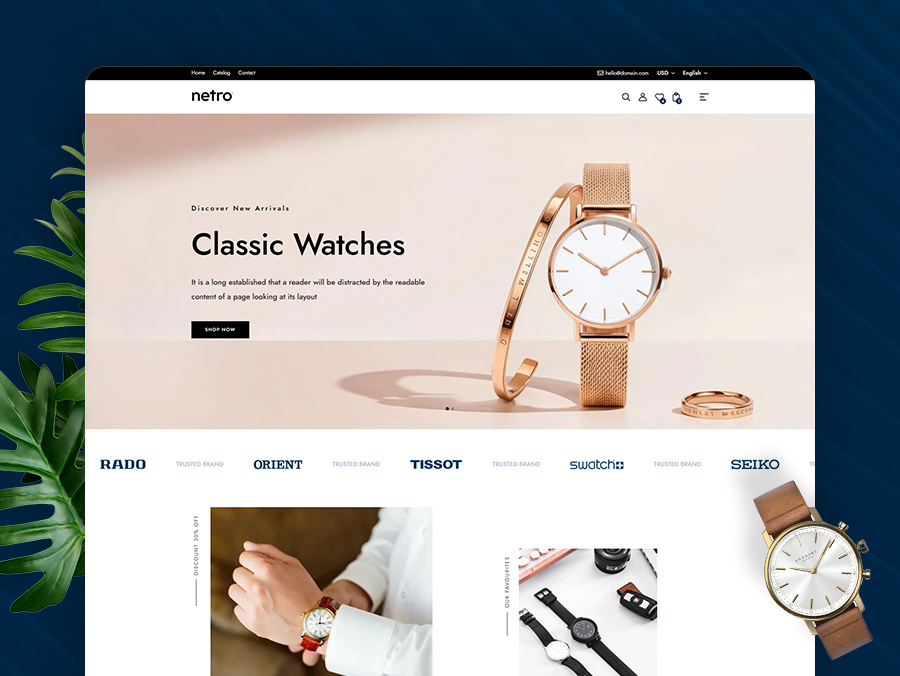 Home Catalog Contact
hello@domain.com USD English
netro
Discover New Arrivals
Classic Watches
It is a long established that a reader will be distracted by the readable
content of a page looking at its layout
SHOP NOW
RADO TRUSTED BRAND ORIENT TRUSTED BRAND TISSOT TRUSTED BRAND swatch TRUSTED BRAND SEIKO
DISCOUNT 30% OFF
OUR FAVOURITES